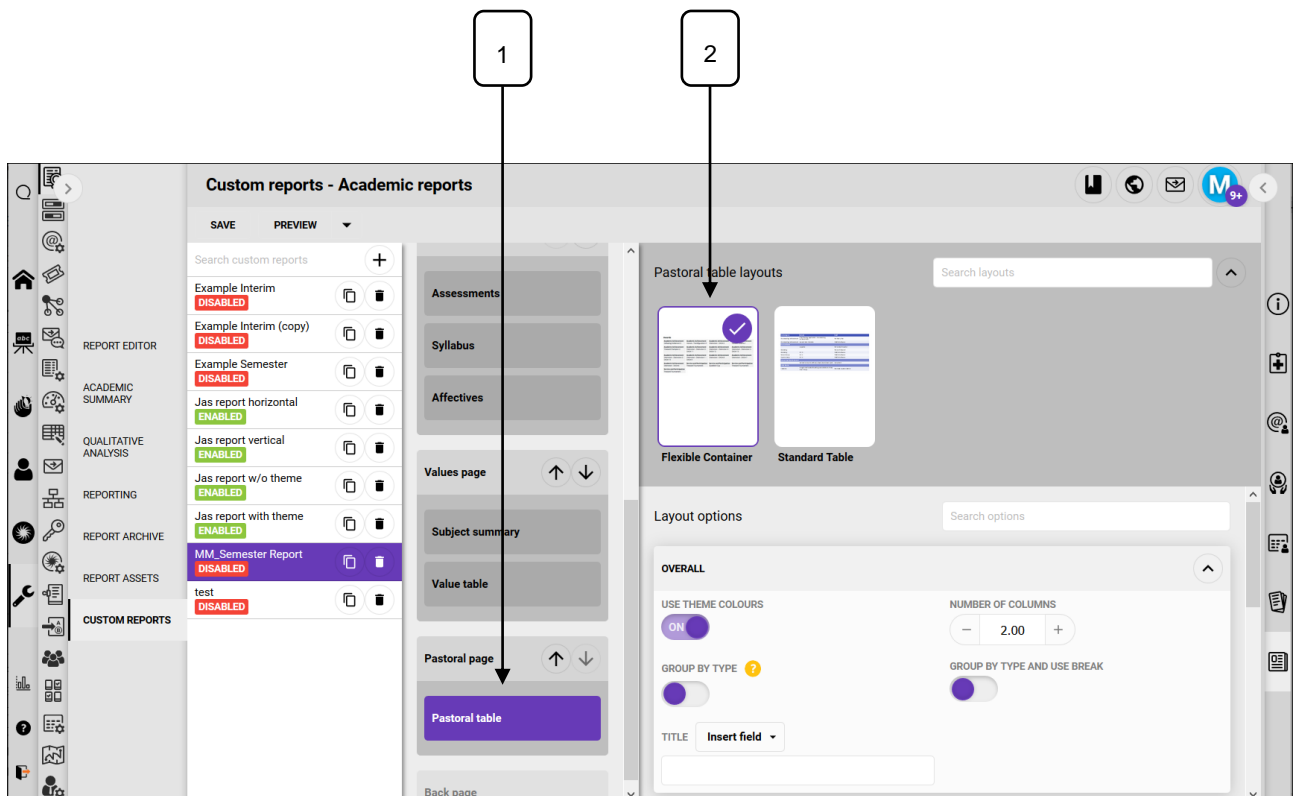 1
2
Custom reports - Academic reports
M
9+
SAVE
PREVIEW
Search custom reports
Example Interim
DISABLED
Example Interim (copy)
DISABLED
Example Semester
DISABLED
Jas report horizontal
ENABLED
Jas report vertical
ENABLED
Jas report w/o theme
ENABLED
Jas report with theme
ENABLED
MM_Semester Report
DISABLED
test
DISABLED
REPORT EDITOR
ACADEMIC
SUMMARY
QUALITATIVE
ANALYSIS
REPORTING
REPORT ARCHIVE
REPORT ASSETS
CUSTOM REPORTS
abc
Assessments
Syllabus
Affectives
Values page
Subject summary
Value table
Pastoral page
Pastoral table
Back page
Pastoral table layouts
Search layouts
Flexible Container
Standard Table
Layout options
Search options
OVERALL
USE THEME COLOURS
ON
NUMBER OF COLUMNS
2.00
GROUP BY TYPE
GROUP BY TYPE AND USE BREAK
TITLE
Insert field